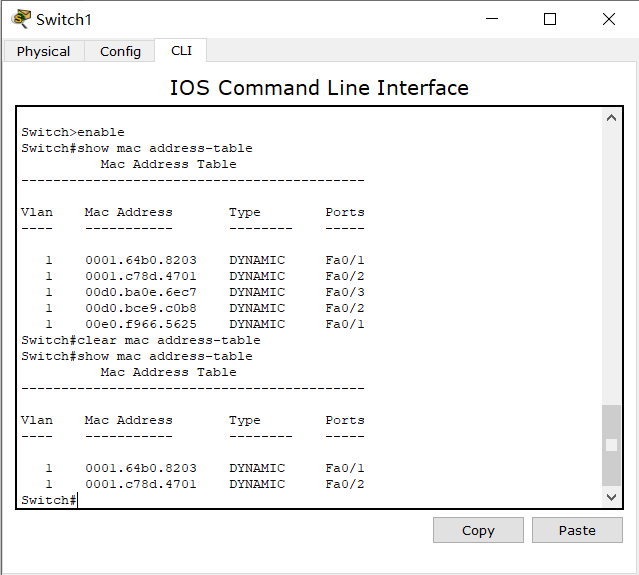 Switch1
Physical Config CLI
IOS Command Line Interface
Switch>enable
Switch#show mac address-table
          Mac Address Table
-------------------------------------------

Vlan    Mac Address       Type        Ports
----    -----------       --------    -----

   1    0001.64b0.8203    DYNAMIC     Fa0/1
   1    0001.c78d.4701    DYNAMIC     Fa0/2
   1    00d0.ba0e.6ec7    DYNAMIC     Fa0/3
   1    00d0.bce9.c0b8    DYNAMIC     Fa0/2
   1    00e0.f966.5625    DYNAMIC     Fa0/1
Switch#clear mac address-table
Switch#show mac address-table
          Mac Address Table
-------------------------------------------

Vlan    Mac Address       Type        Ports
----    -----------       --------    -----

   1    0001.64b0.8203    DYNAMIC     Fa0/1
   1    0001.c78d.4701    DYNAMIC     Fa0/2
Switch#
Copy Paste